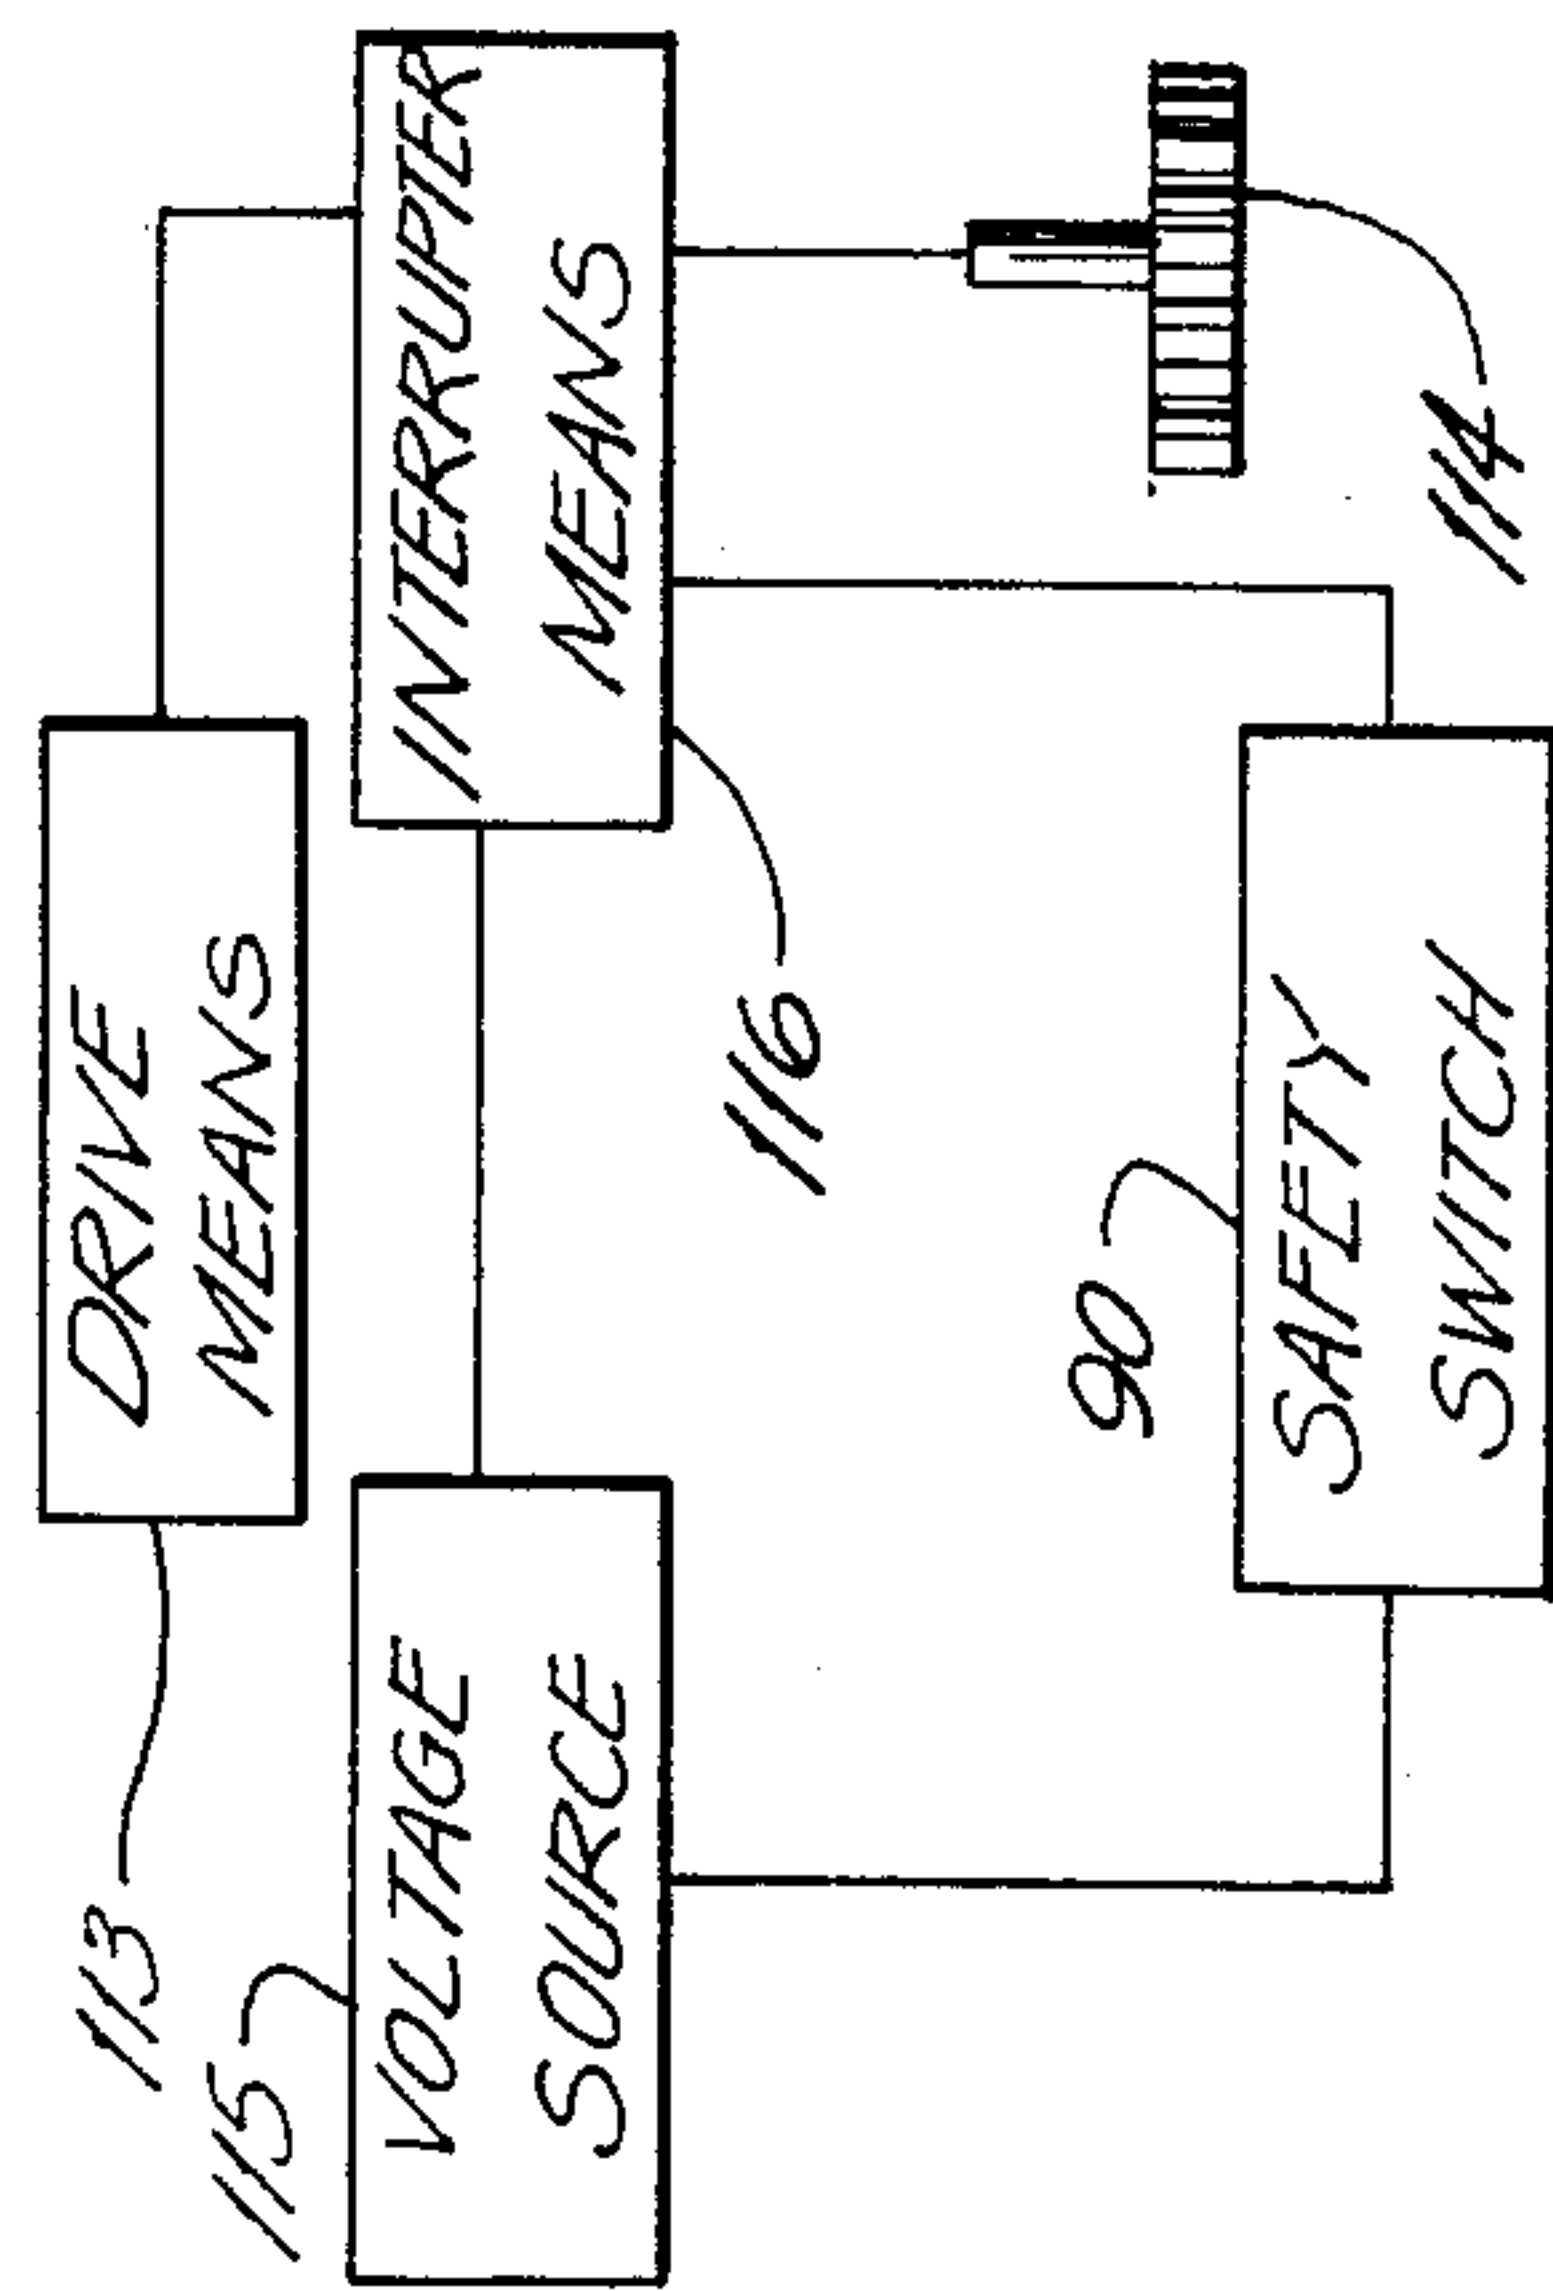 113
DRIVE
MEANS
115
VOLTAGE
SOURCE
INTERRUPTER
MEANS
116
90
SAFETY
SWITCH
114